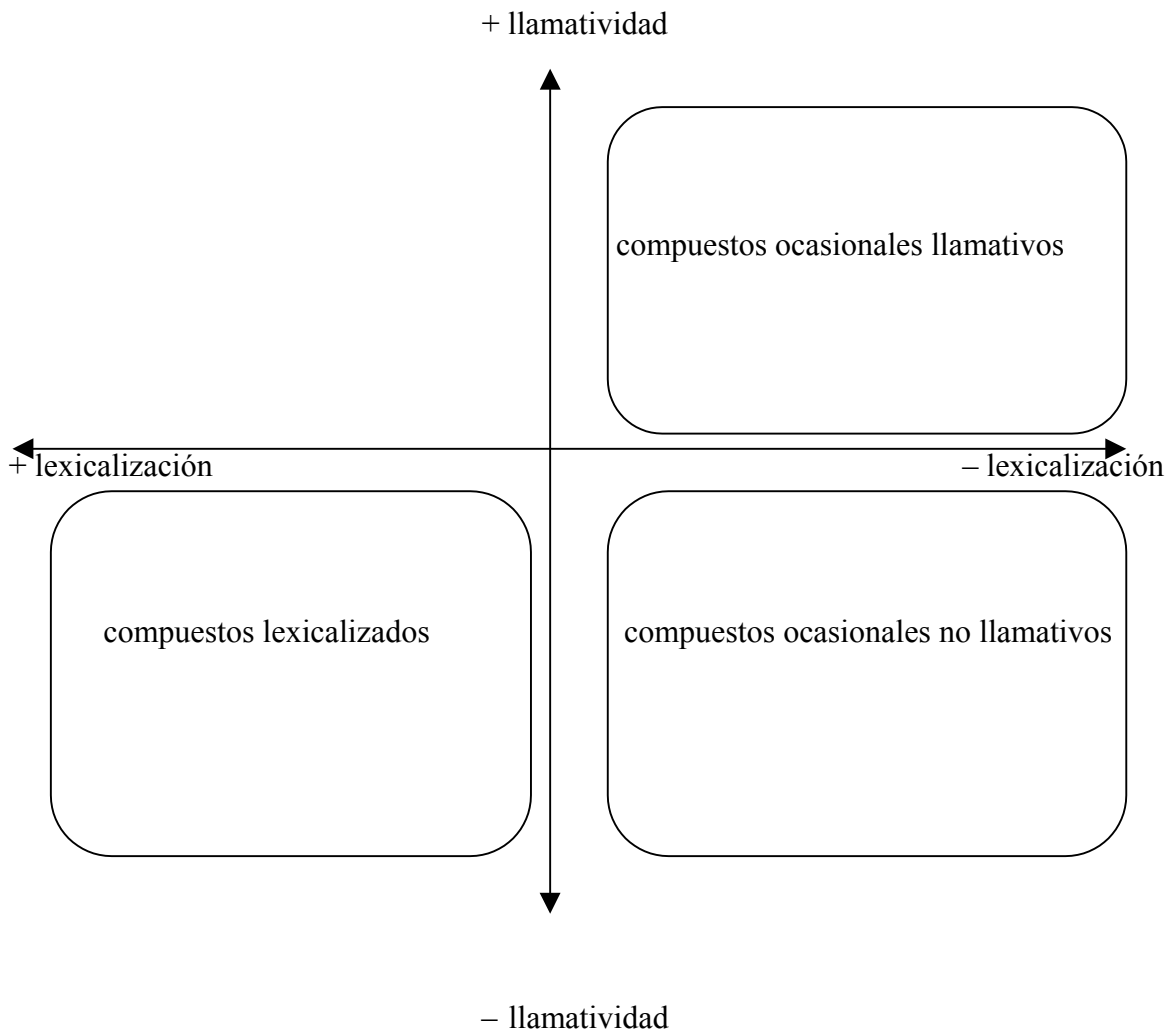 + llamatividad
compuestos ocasionales llamativos
+ lexicalización
– lexicalización
compuestos lexicalizados
compuestos ocasionales no llamativos
– llamatividad